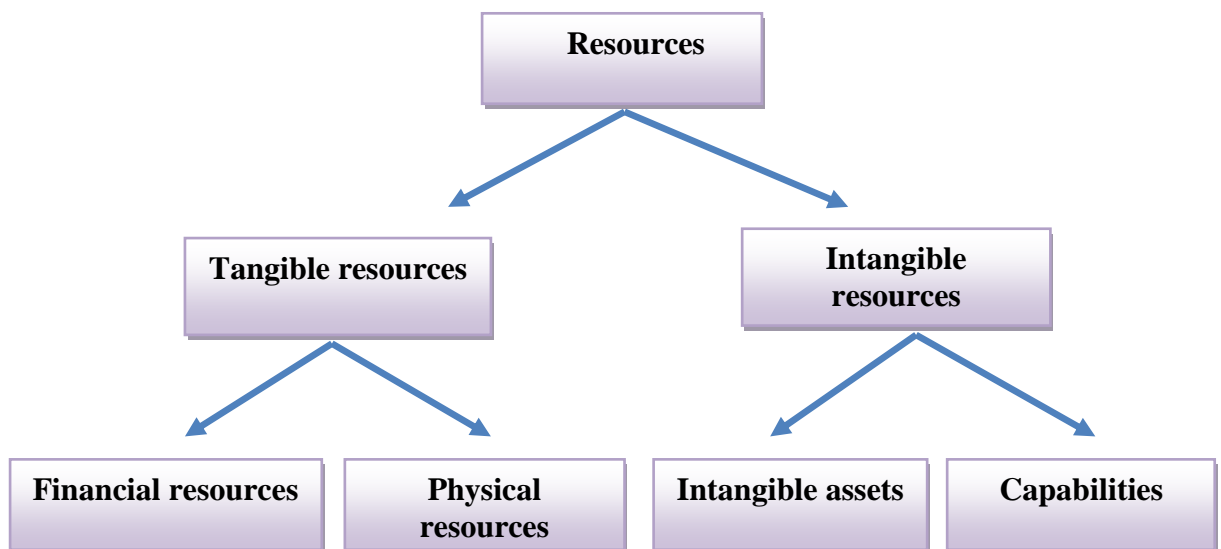 Resources
Tangible resources
Intangible
resources
Financial resources
Physical
resources
Intangible assets
Capabilities